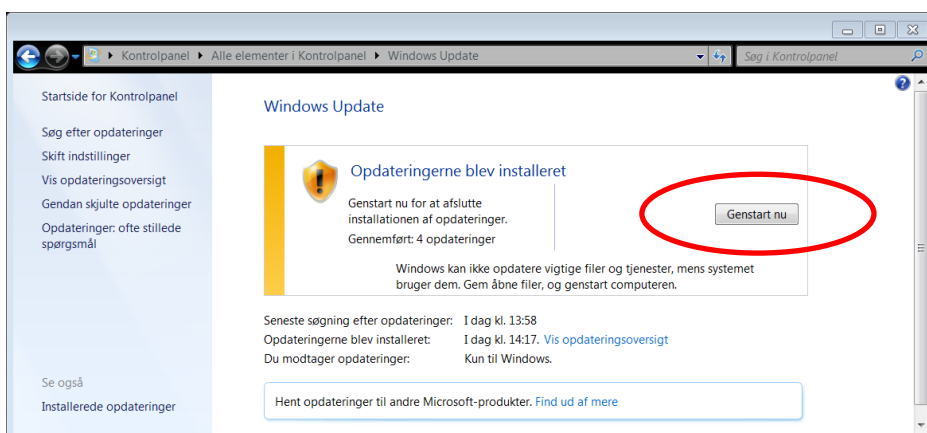 Kontrolpanel
Alle elementer i Kontrolpanel
Windows Update
Søg i Kontrolpanel
Startside for Kontrolpanel
Søg efter opdateringer
Skift indstillinger
Vis opdateringsoversigt
Gendan skjulte opdateringer
Opdateringer: ofte stillede
spørgsmål
Se også
Installerede opdateringer
Windows Update
Opdateringerne blev installeret
Genstart nu for at afslutte
installationen af opdateringer.
Gennemført: 4 opdateringer
Genstart nu
Windows kan ikke opdatere vigtige filer og tjenester, mens systemet
bruger dem. Gem åbne filer, og genstart computeren.
Seneste søgning efter opdateringer: I dag kl. 13:58
Opdateringerne blev installeret: I dag kl. 14:17. Vis opdateringsoversigt
Du modtager opdateringer: Kun til Windows.
Hent opdateringer til andre Microsoft-produkter. Find ud af mere